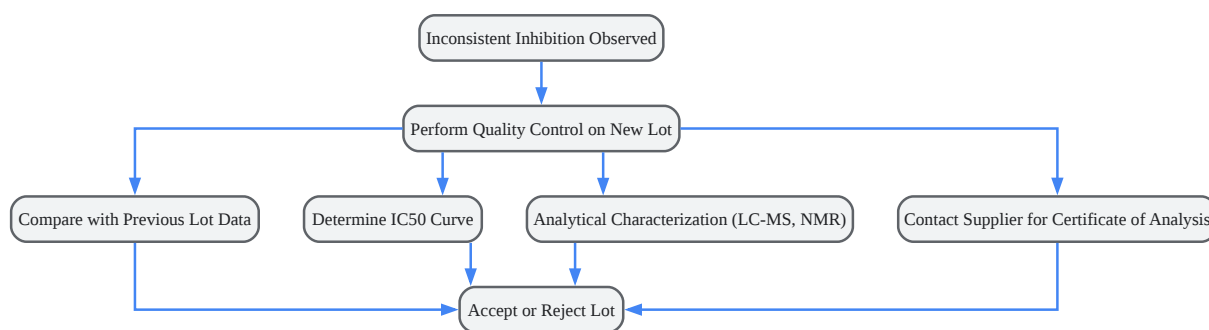 Inconsistent Inhibition Observed
Perform Quality Control on New Lot
Compare with Previous Lot Data
Determine IC50 Curve
Analytical Characterization (LC-MS, NMR)
Contact Supplier for Certificate of Analysis
Accept or Reject Lot